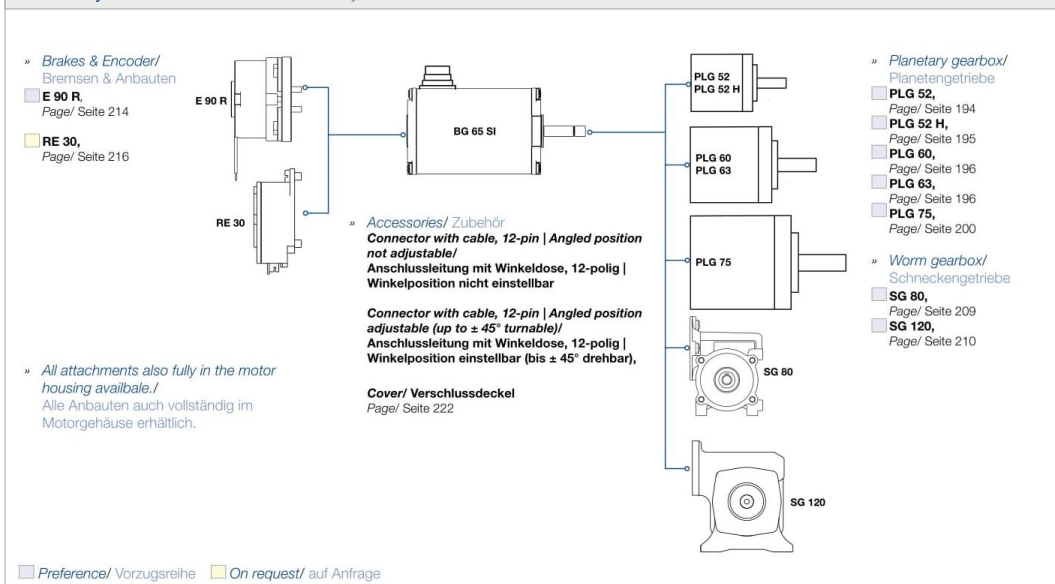 » Brakes & Encoder/
Bremsen & Anbauten
E 90 R,
Page/ Seite 214
RE 30,
Page/ Seite 216
E 90 R
RE 30
BG 65 SI
» Accessories/ Zubehör
Connector with cable, 12-pin | Angled position
not adjustable/
Anschlussleitung mit Winkeldose, 12-polig |
Winkelposition nicht einstellbar
Connector with cable, 12-pin | Angled position
adjustable (up to ± 45° turnable)/
Anschlussleitung mit Winkeldose, 12-polig |
Winkelposition einstellbar (bis ± 45° drehbar),
Cover/ Verschlussdeckel
Page/ Seite 222
» All attachments also fully in the motor
housing availbale./
Alle Anbauten auch vollständig im
Motorgehäuse erhältlich.
PLG 52
PLG 52 H
PLG 60
PLG 63
PLG 75
SG 80
SG 120
» Planetary gearbox/
Planetengetriebe
PLG 52,
Page/ Seite 194
PLG 52 H,
Page/ Seite 195
PLG 60,
Page/ Seite 196
PLG 63,
Page/ Seite 196
PLG 75,
Page/ Seite 200
» Worm gearbox/
Schneckengetriebe
SG 80,
Page/ Seite 209
SG 120,
Page/ Seite 210
Preference/ Vorzugsreihe On request/ auf Anfrage